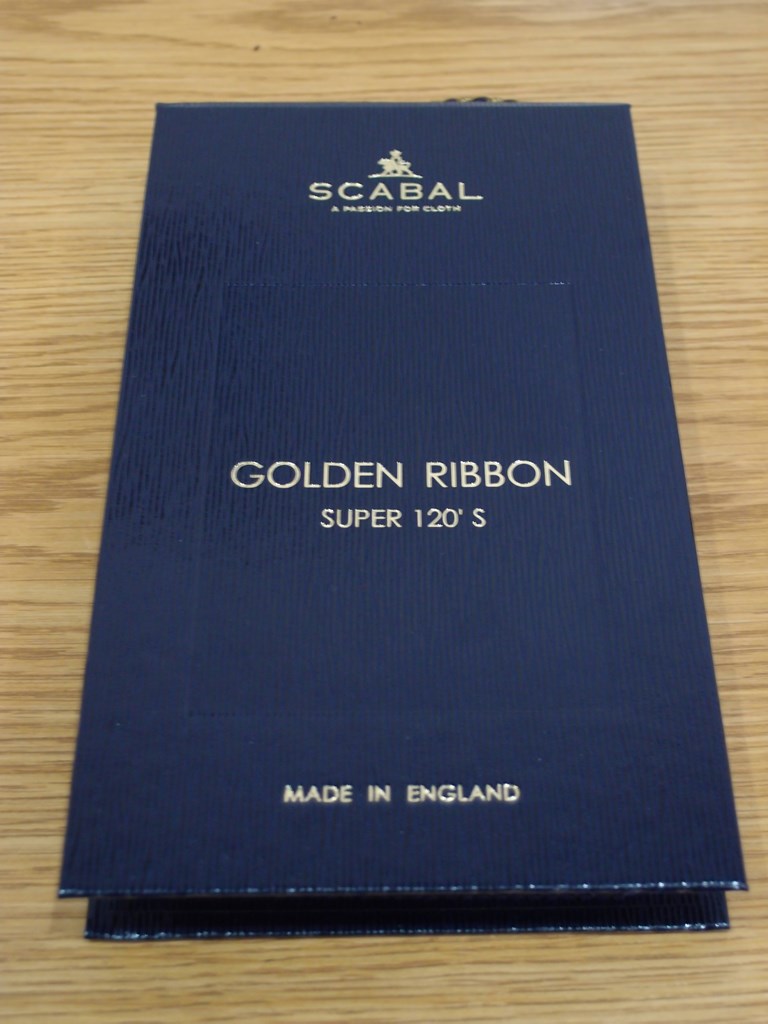 SCABAL
A PASSION FOR CLOTH
GOLDEN RIBBON
SUPER 120' S
MADE IN ENGLAND